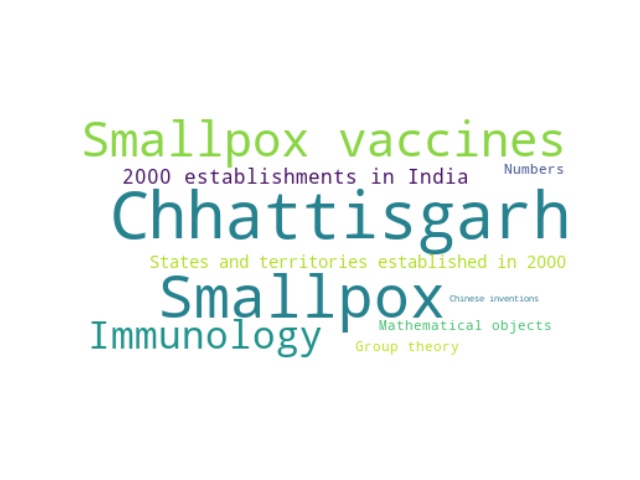 Smallpox vaccines
2000 establishments in India
Numbers
Chhattisgarh
States and territories established in 2000
Smallpox
Chinese inventions
Immunology
Mathematical objects
Group theory